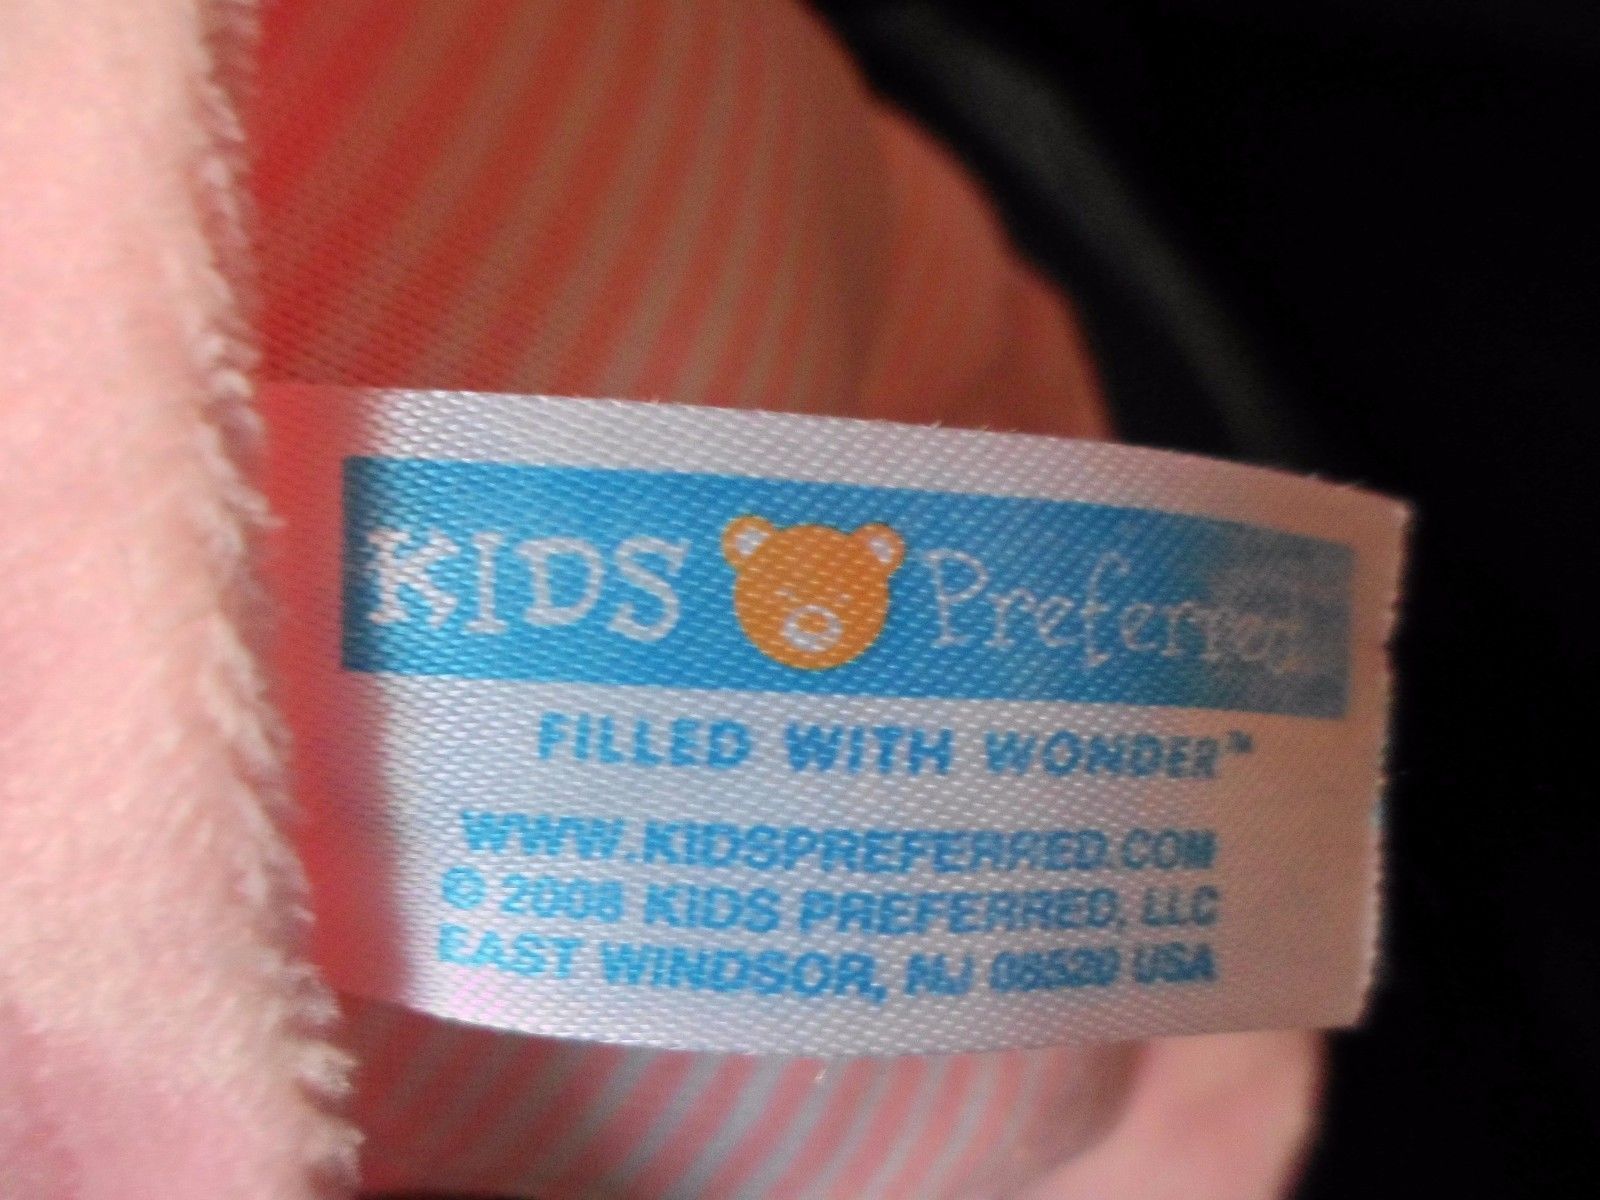 KIDS Preferred
FILLED WITH WONDER™
WWW.KIDSPREFERRED.COM
© 2008 KIDS PREFERRED, LLC
EAST WINDSOR, NJ 08520 USA